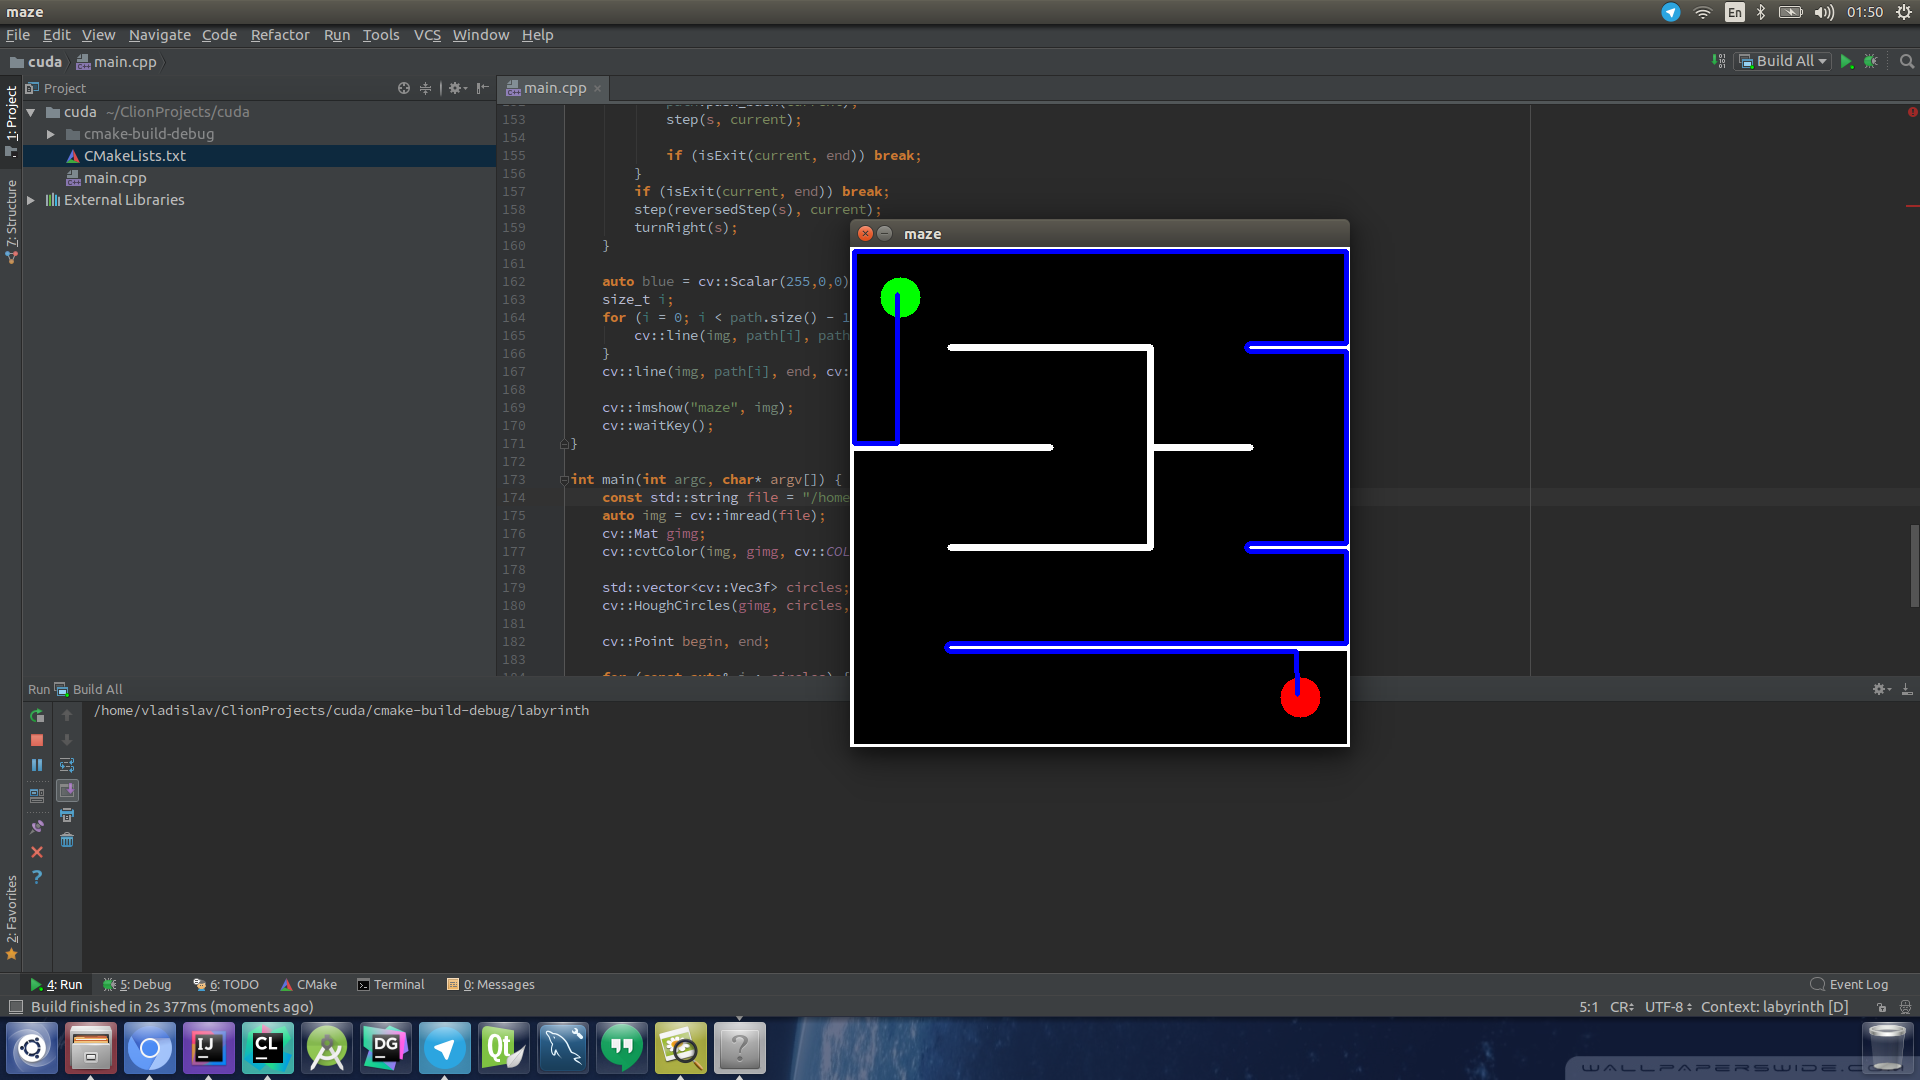 maze
En
01:50
File Edit View Navigate Code Refactor Run Tools VCS Window Help
cuda main.cpp
Build All
1: Project
Project
cuda ~/ClionProjects/cuda
cmake-build-debug
CMakeLists.txt
main.cpp
External Libraries
7: Structure
2: Favorites
main.cpp
153 step(s, current);
154
155 if (isExit(current, end)) break;
156 }
157 if (isExit(current, end)) break;
158 step(reversedStep(s), current);
159 turnRight(s);
160 }
161
162 auto blue = cv::Scalar(255,0,0)
163 size_t i;
164 for (i = 0; i < path.size() - 1
165 cv::line(img, path[i], path
166 }
167 cv::line(img, path[i], end, cv:
168
169 cv::imshow("maze", img);
170 cv::waitKey();
171 }
172
173 int main(int argc, char* argv[]) {
174 const std::string file = "/home
175 auto img = cv::imread(file);
176 cv::Mat gimg;
177 cv::cvtColor(img, gimg, cv::COL
178
179 std::vector<cv::Vec3f> circles;
180 cv::HoughCircles(gimg, circles,
181
182 cv::Point begin, end;
183
maze
Run Build All
/home/vladislav/ClionProjects/cuda/cmake-build-debug/labyrinth
4: Run 5: Debug 6: TODO CMake Terminal 0: Messages Event Log
Build finished in 2s 377ms (moments ago)
5:1 CR UTF-8 Context: labyrinth [D]
IJ CL DG Qt